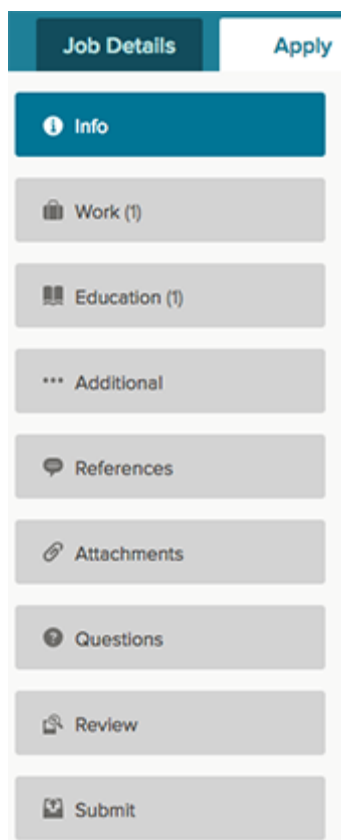 Job Details Apply
Info
Work (1)
Education (1)
Additional
References
Attachments
Questions
Review
Submit